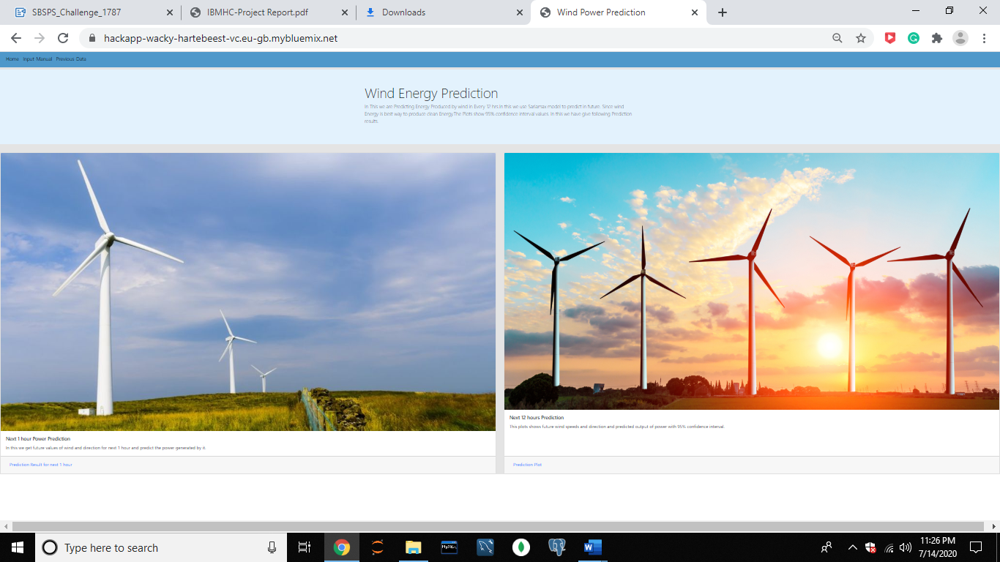 SBSPS_Challenge_1787
IBMHC-Project Report.pdf
Downloads
Wind Power Prediction
hackapp-wacky-hartebeest-vc.eu-gb.mybluemix.net
Home Input-Manual Previous-Data
Wind Energy Prediction
In This we are Predicting Energy Produced by wind in Every 12 hrs.In this we use Sariamax model to predict in future. Since wind
Energy is best way to produce clean Energy.The Plots show 95% confidence interval values. In this we have give following Prediction
results.
Next 1 hour Power Prediction
In this we get future values of wind and direction for next 1 hour and predict the power generated by it.
Prediction Result for next 1 hour
Next 12 hours Prediction
This plots shows future wind speeds and direction and predicted output of power with 95% confidence interval.
Prediction Plot
Type here to search
MySQL
W
11:26 PM
7/14/2020